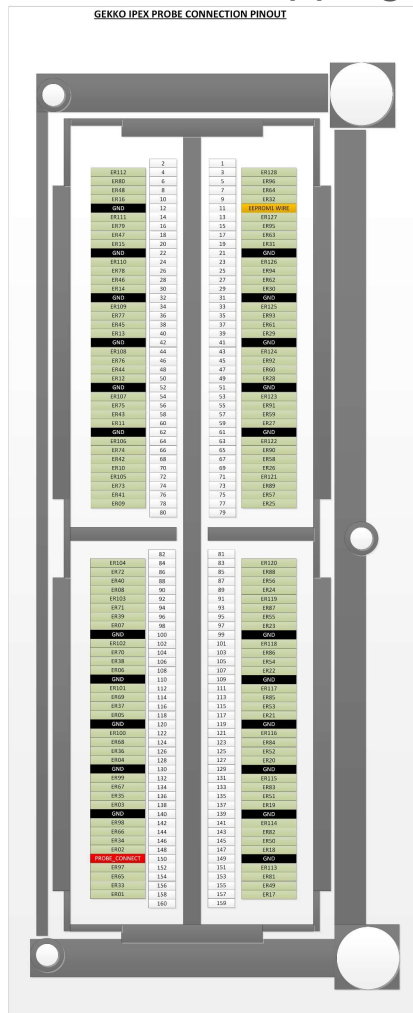 GEKKO IPEX PROBE CONNECTION PINOUT
2 1
ER112 4 3 ER128
ER80 6 5 ER96
ER48 8 7 ER64
ER16 10 9 ER32
GND 12 11 EEPROM1 WIRE
ER111 14 13 ER127
ER79 16 15 ER95
ER47 18 17 ER63
ER15 20 19 ER31
GND 22 21 GND
ER110 24 23 ER126
ER78 26 25 ER94
ER46 28 27 ER62
ER14 30 29 ER30
GND 32 31 GND
ER109 34 33 ER125
ER77 36 35 ER93
ER45 38 37 ER61
ER13 40 39 ER29
GND 42 41 GND
ER108 44 43 ER124
ER76 46 45 ER92
ER44 48 47 ER60
ER12 50 49 ER28
GND 52 51 GND
ER107 54 53 ER123
ER75 56 55 ER91
ER43 58 57 ER59
ER11 60 59 ER27
GND 62 61 GND
ER106 64 63 ER122
ER74 66 65 ER90
ER42 68 67 ER58
ER10 70 69 ER26
ER105 72 71 ER121
ER73 74 73 ER89
ER41 76 75 ER57
ER09 78 77 ER25
80 79
82 81
ER104 84 83 ER120
ER72 86 85 ER88
ER40 88 87 ER56
ER08 90 89 ER24
ER103 92 91 ER119
ER71 94 93 ER87
ER39 96 95 ER55
ER07 98 97 ER23
GND 100 99 GND
ER102 102 101 ER118
ER70 104 103 ER86
ER38 106 105 ER54
ER06 108 107 ER22
GND 110 109 GND
ER101 112 111 ER117
ER69 114 113 ER85
ER37 116 115 ER53
ER05 118 117 ER21
GND 120 119 GND
ER100 122 121 ER116
ER68 124 123 ER84
ER36 126 125 ER52
ER04 128 127 ER20
GND 130 129 GND
ER99 132 131 ER115
ER67 134 133 ER83
ER35 136 135 ER51
ER03 138 137 ER19
GND 140 139 GND
ER98 142 141 ER114
ER66 144 143 ER82
ER34 146 145 ER50
ER02 148 147 ER18
PROBE_CONNECT 150 149 GND
ER97 152 151 ER113
ER65 154 153 ER81
ER33 156 155 ER49
ER01 158 157 ER17
160 159